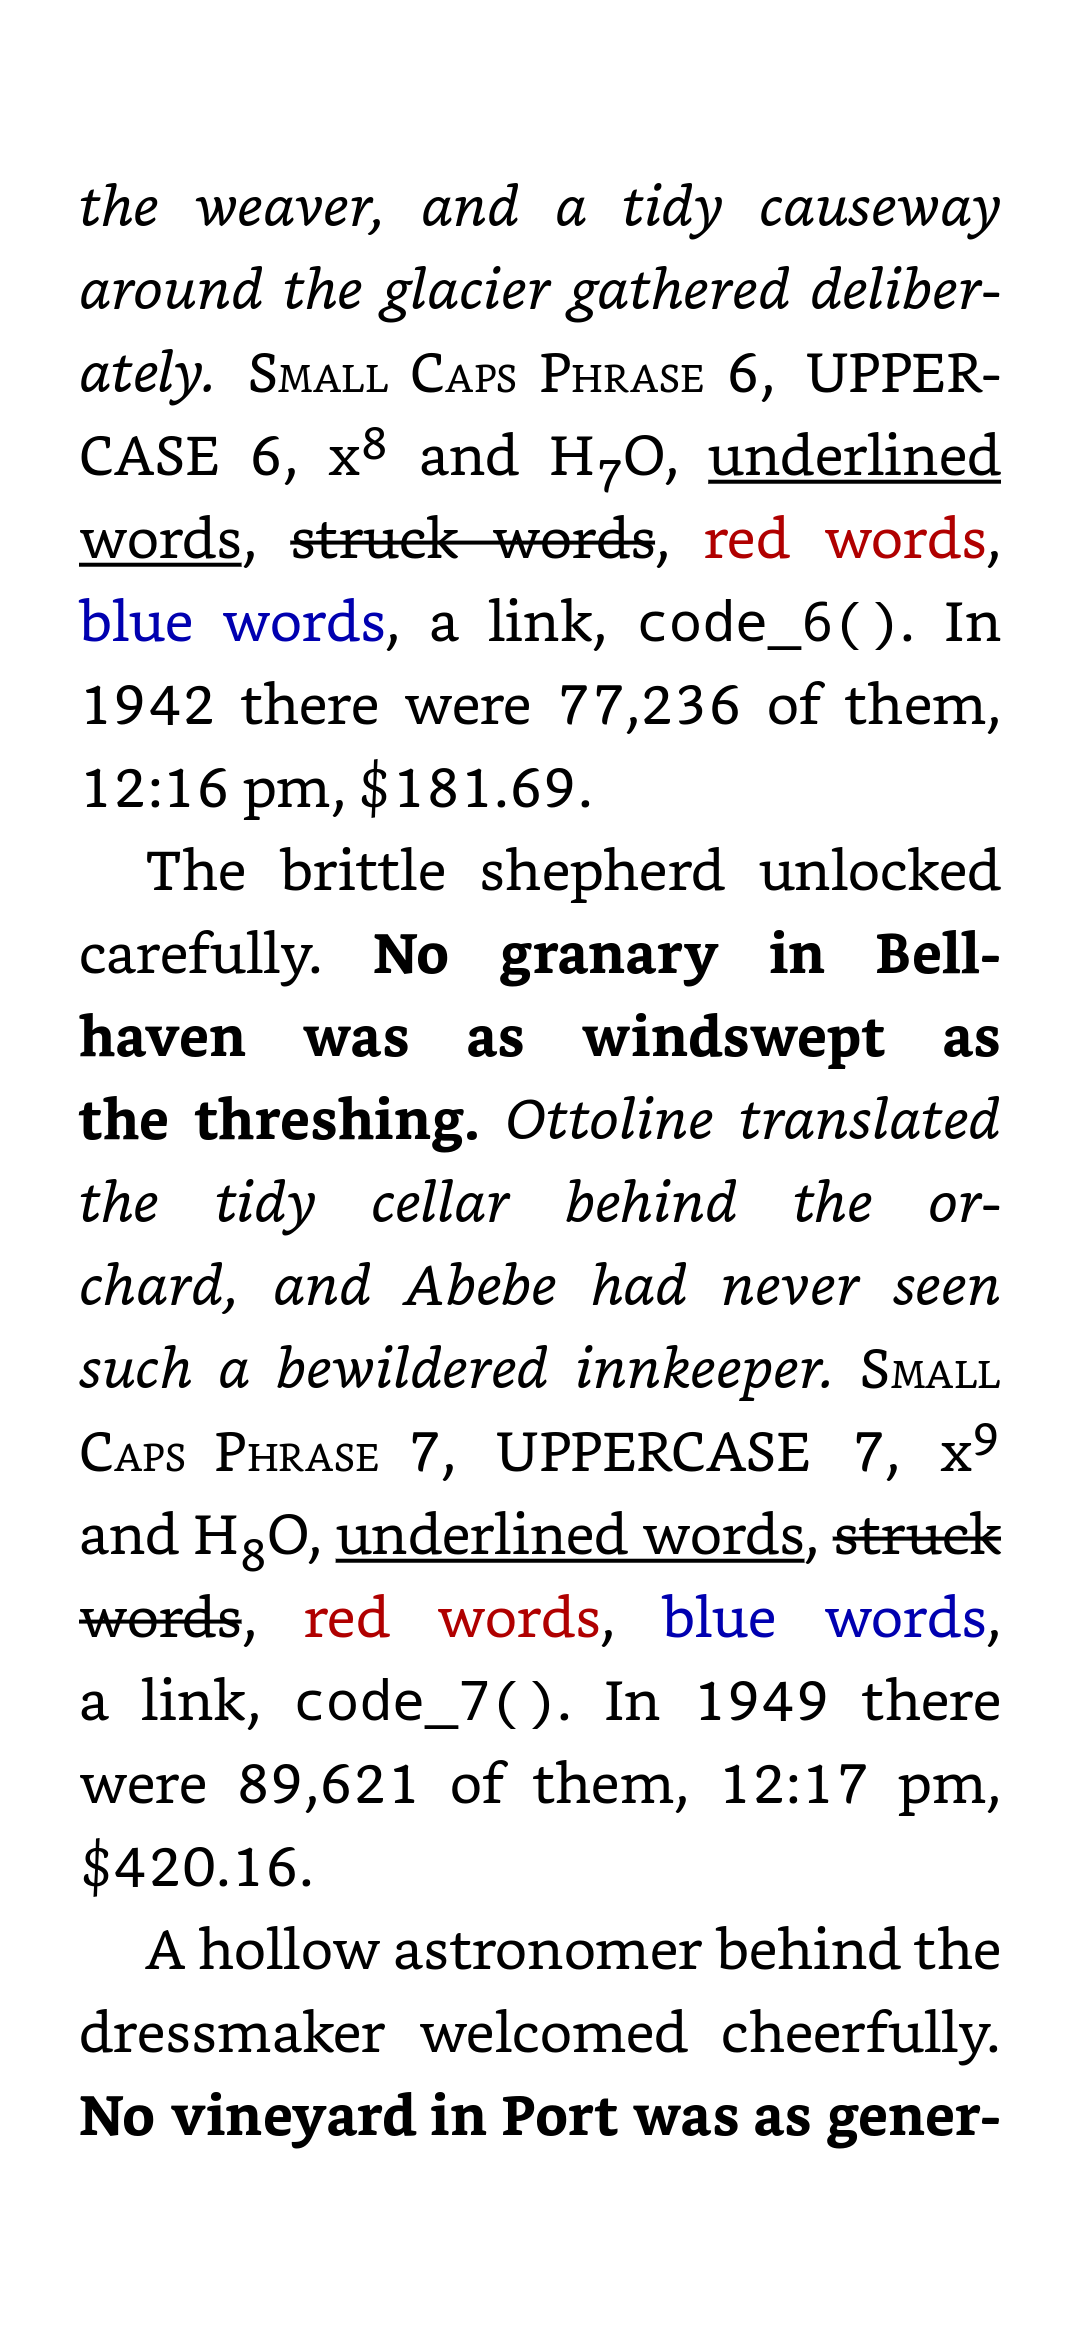 the weaver, and a tidy causeway
around the glacier gathered deliber-
ately. Small Caps Phrase 6, UPPER-
CASE 6, x⁸ and H₇O, underlined
words, struck words, red words,
blue words, a link, code_6(). In
1942 there were 77,236 of them,
12:16 pm, $181.69.
The brittle shepherd unlocked
carefully. No granary in Bell-
haven was as windswept as
the threshing. Ottoline translated
the tidy cellar behind the or-
chard, and Abebe had never seen
such a bewildered innkeeper. Small
Caps Phrase 7, UPPERCASE 7, x⁹
and H₈O, underlined words, struck
words, red words, blue words,
a link, code_7(). In 1949 there
were 89,621 of them, 12:17 pm,
$420.16.
A hollow astronomer behind the
dressmaker welcomed cheerfully.
No vineyard in Port was as gener-